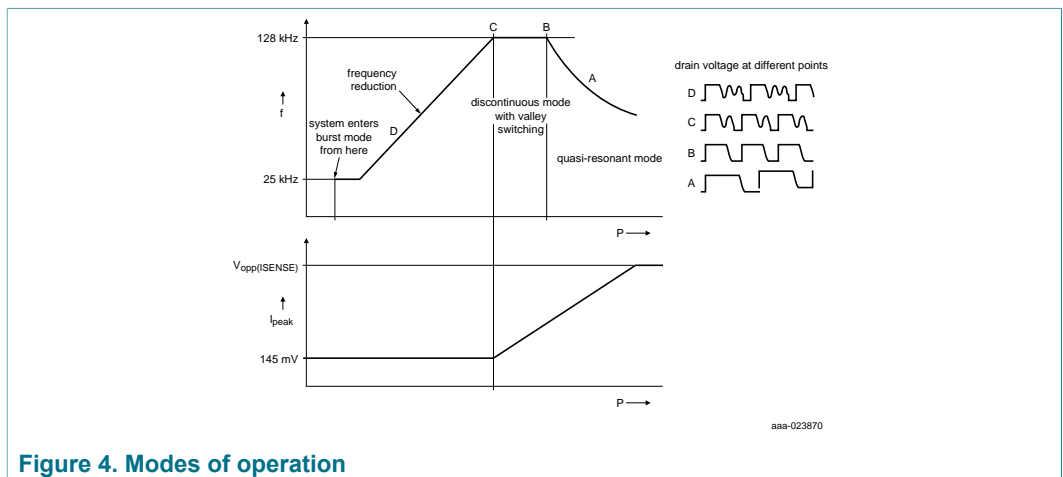 C
B
128 kHz
frequency
reduction
A
f
D
discontinuous mode
with valley
switching
system enters
burst mode
from here
quasi-resonant mode
25 kHz
P
drain voltage at different points
D
C
B
A
Vopp(ISENSE)
Ipeak
145 mV
P
aaa-023870
Figure 4. Modes of operation